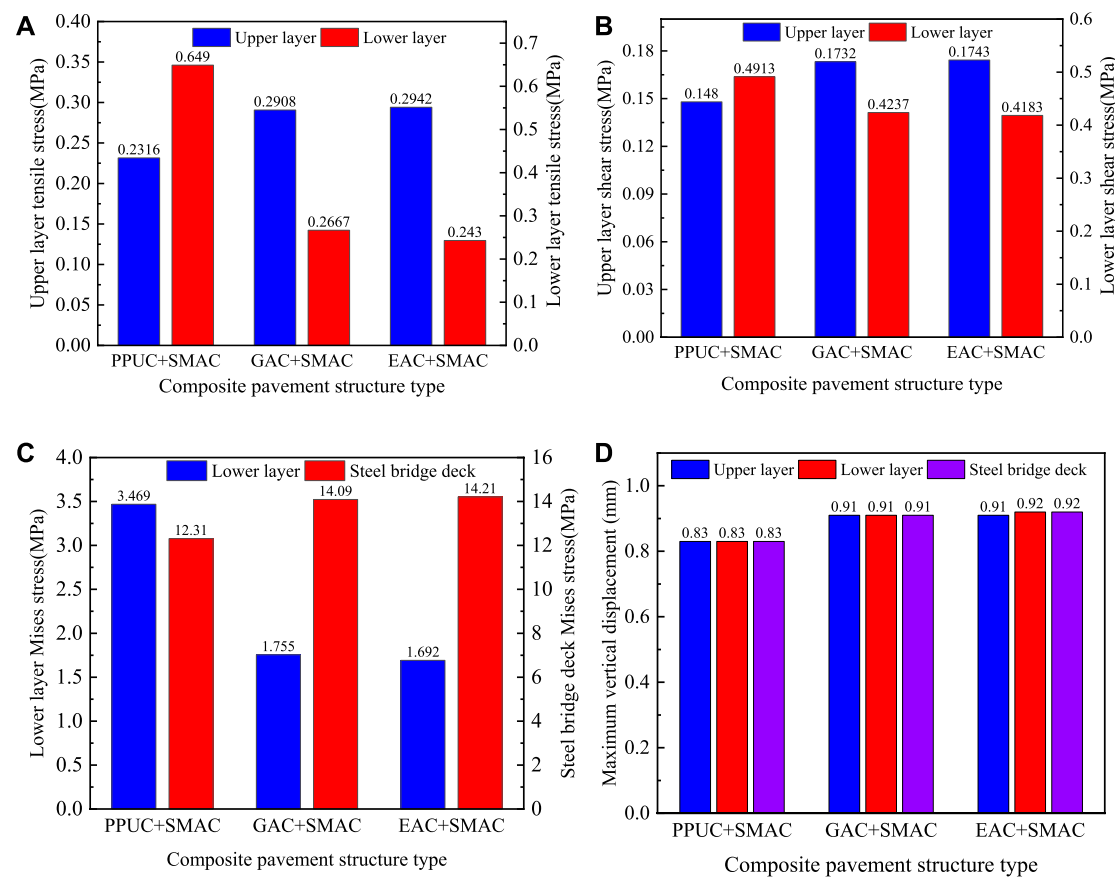 A
Upper layer Lower layer
0.40
0.35
0.30
0.25
0.20
0.15
0.10
0.05
0.00
Upper layer tensile stress(MPa)
0.2316
0.649
0.2908
0.2667
0.2942
0.243
0.7
0.6
0.5
0.4
0.3
0.2
0.1
0.0
Lower layer tensile stress(MPa)
PPUC+SMAC GAC+SMAC EAC+SMAC
Composite pavement structure type
B
Upper layer Lower layer
0.18
0.15
0.12
0.09
0.06
0.03
0.00
Upper layer shear stress(MPa)
0.148
0.4913
0.1732
0.4237
0.1743
0.4183
0.6
0.5
0.4
0.3
0.2
0.1
0.0
Lower layer shear stress(MPa)
PPUC+SMAC GAC+SMAC EAC+SMAC
Composite pavement structure type
C
Lower layer Steel bridge deck
4.0
3.5
3.0
2.5
2.0
1.5
1.0
0.5
0.0
Lower layer Mises stress(MPa)
3.469
12.31
1.755
14.09
1.692
14.21
16
14
12
10
8
6
4
2
0
Steel bridge deck Mises stress(MPa)
PPUC+SMAC GAC+SMAC EAC+SMAC
Composite pavement structure type
D
Upper layer Lower layer Steel bridge deck
1.0
0.8
0.6
0.4
0.2
0.0
Maximum vertical displacement (mm)
0.83 0.83 0.83
0.91 0.91 0.91
0.91 0.92 0.92
PPUC+SMAC GAC+SMAC EAC+SMAC
Composite pavement structure type